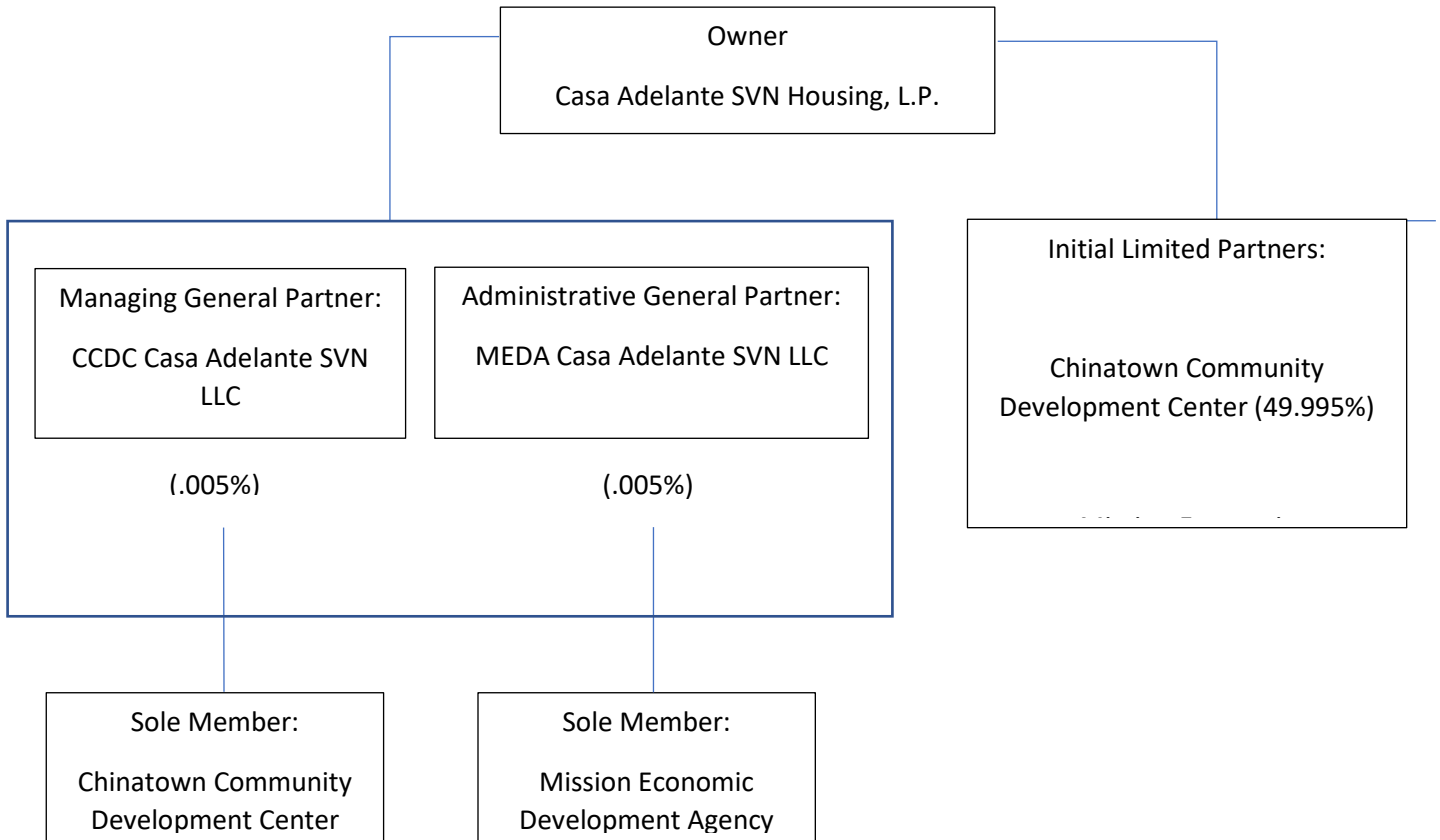 Owner
Casa Adelante SVN Housing, L.P.
Managing General Partner:
CCDC Casa Adelante SVN
LLC
(.005%)
Administrative General Partner:
MEDA Casa Adelante SVN LLC
(.005%)
Initial Limited Partners:
Chinatown Community
Development Center (49.995%)
Sole Member:
Chinatown Community
Development Center
Sole Member:
Mission Economic
Development Agency